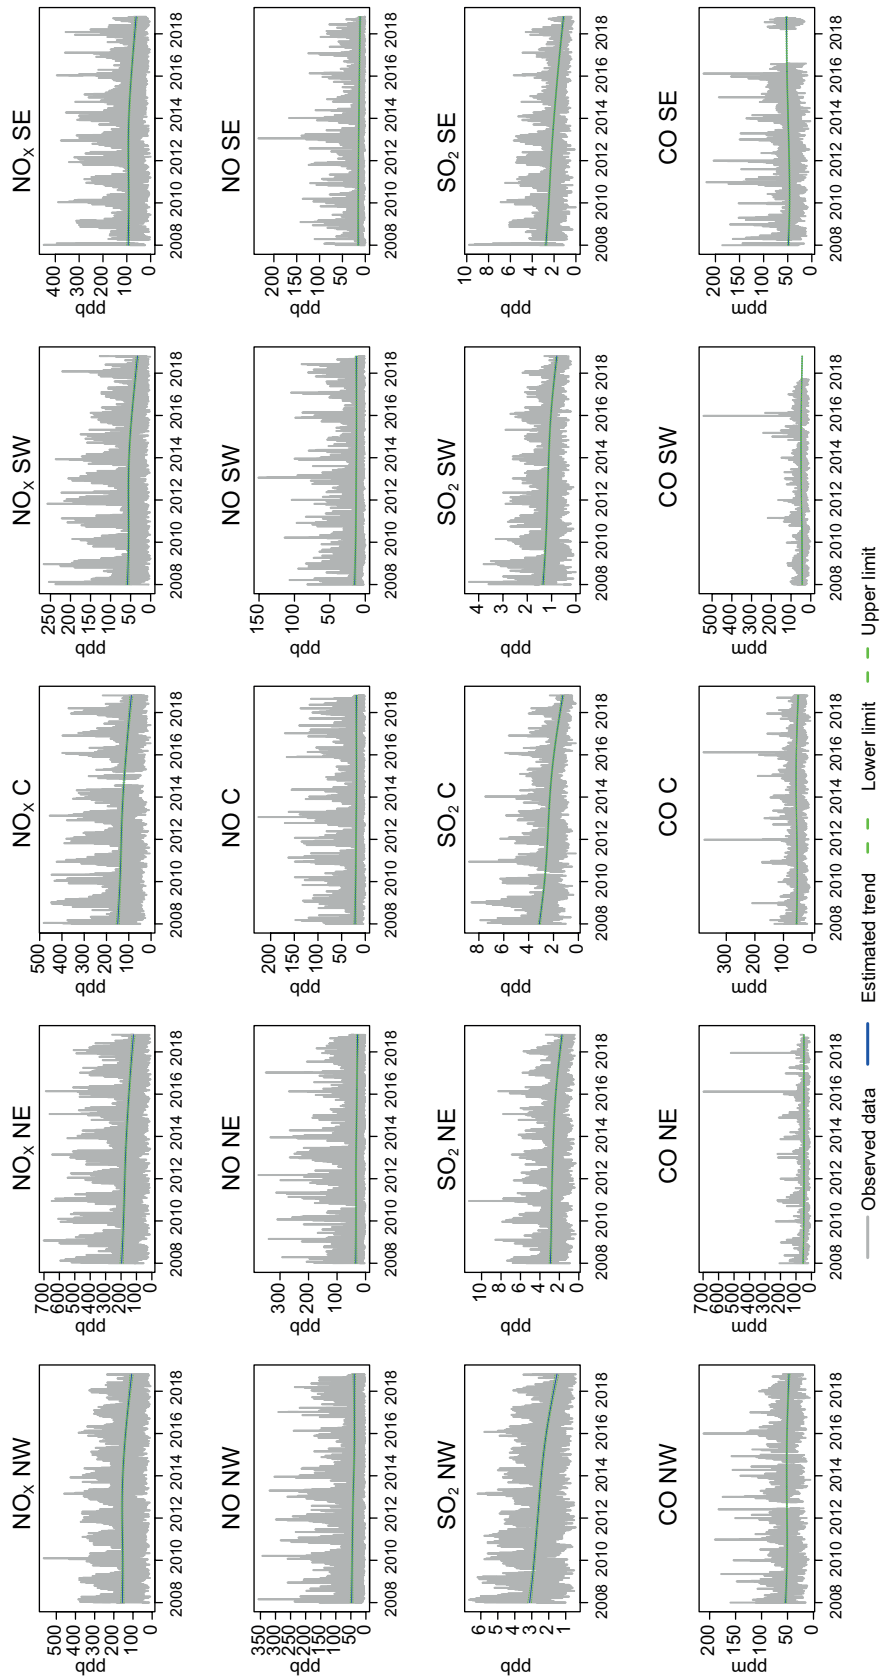 NOX NW
ppb
500 400 300 200 100 0
2008 2010 2012 2014 2016 2018
NOX NE
ppb
700 600 500 400 300 200 100 0
2008 2010 2012 2014 2016 2018
NOX C
ppb
500 400 300 200 100 0
2008 2010 2012 2014 2016 2018
NOX SW
ppb
250 200 150 100 50 0
2008 2010 2012 2014 2016 2018
NOX SE
ppb
400 300 200 100 0
2008 2010 2012 2014 2016 2018
NO NW
ppb
350 300 250 200 150 100 50 0
2008 2010 2012 2014 2016 2018
NO NE
ppb
300 200 100 0
2008 2010 2012 2014 2016 2018
NO C
ppb
200 150 100 50 0
2008 2010 2012 2014 2016 2018
NO SW
ppb
150 100 50 0
2008 2010 2012 2014 2016 2018
NO SE
ppb
200 150 100 50 0
2008 2010 2012 2014 2016 2018
SO2 NW
ppb
6 5 4 3 2 1
2008 2010 2012 2014 2016 2018
SO2 NE
ppb
10 8 6 4 2 0
2008 2010 2012 2014 2016 2018
SO2 C
ppb
8 6 4 2 0
2008 2010 2012 2014 2016 2018
SO2 SW
ppb
4 3 2 1 0
2008 2010 2012 2014 2016 2018
SO2 SE
ppb
10 8 6 4 2 0
2008 2010 2012 2014 2016 2018
CO NW
ppm
200 150 100 50 0
2008 2010 2012 2014 2016 2018
CO NE
ppm
700 600 500 400 300 200 100 0
2008 2010 2012 2014 2016 2018
CO C
ppm
300 200 100 0
2008 2010 2012 2014 2016 2018
CO SW
ppm
500 400 300 200 100 0
2008 2010 2012 2014 2016 2018
CO SE
ppm
200 150 100 50 0
2008 2010 2012 2014 2016 2018
Observed data Estimated trend Lower limit Upper limit